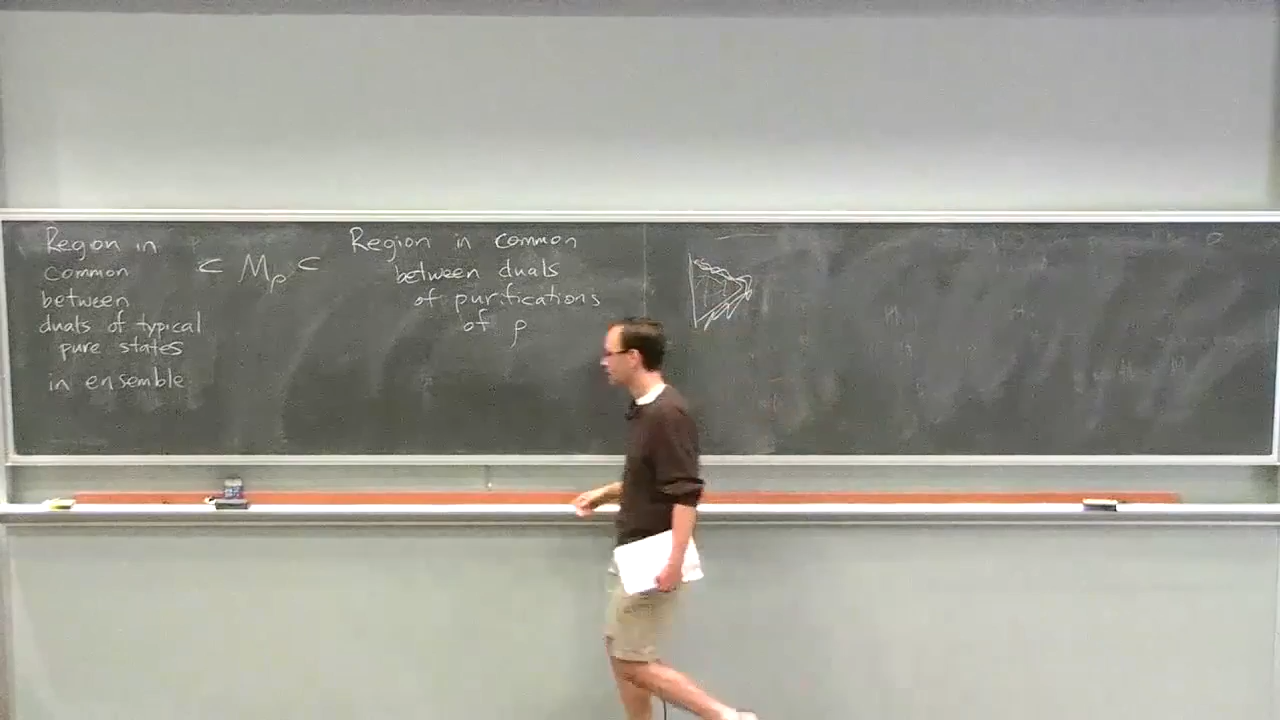 Region in
common
between
duals of typical
pure states
in ensemble
⊂ Mρ ⊂
Region in common
between duals
of purifications
of ρ